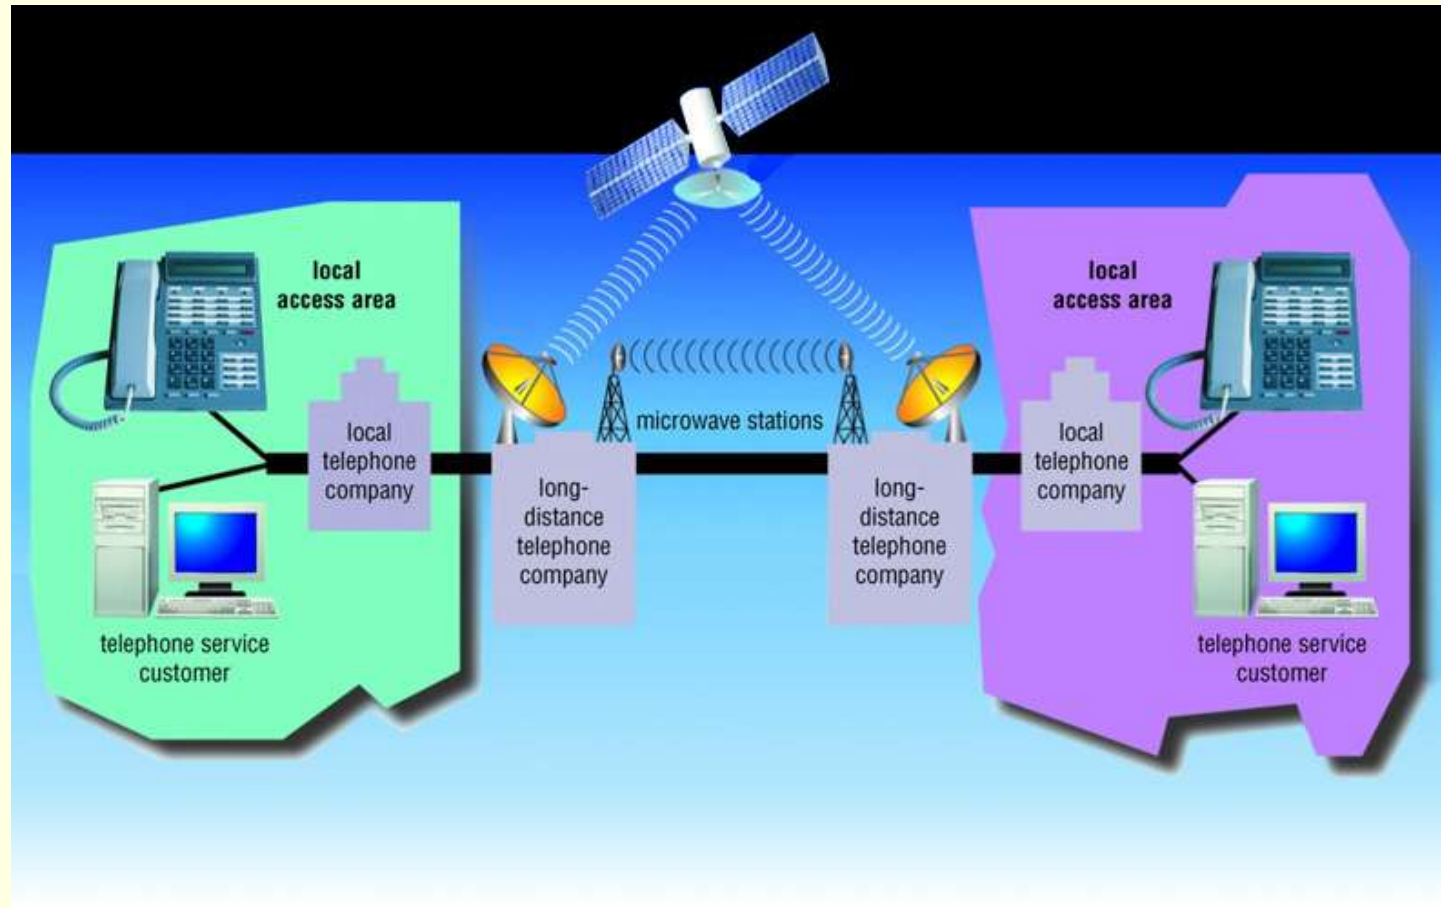 local
access area
local
access area
microwave stations
local
telephone
company
long-
distance
telephone
company
long-
distance
telephone
company
local
telephone
company
telephone service
customer
telephone service
customer